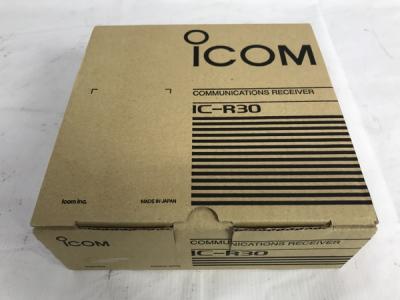 ICOM
COMMUNICATIONS RECEIVER
IC-R30
Icom Inc.
MADE IN JAPAN
ICOM
COMMUNICATIONS RECEIVER
IC-R30